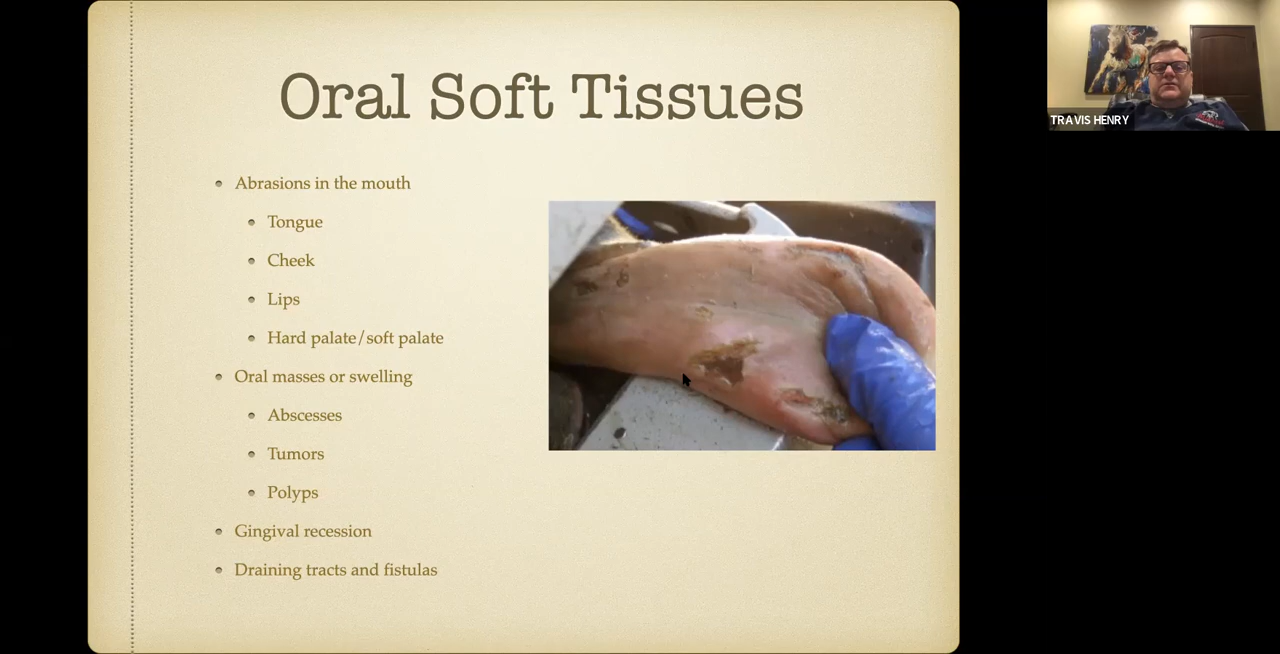 Oral Soft Tissues
Abrasions in the mouth
Tongue
Cheek
Lips
Hard palate/soft palate
Oral masses or swelling
Abscesses
Tumors
Polyps
Gingival recession
Draining tracts and fistulas
TRAVIS HENRY